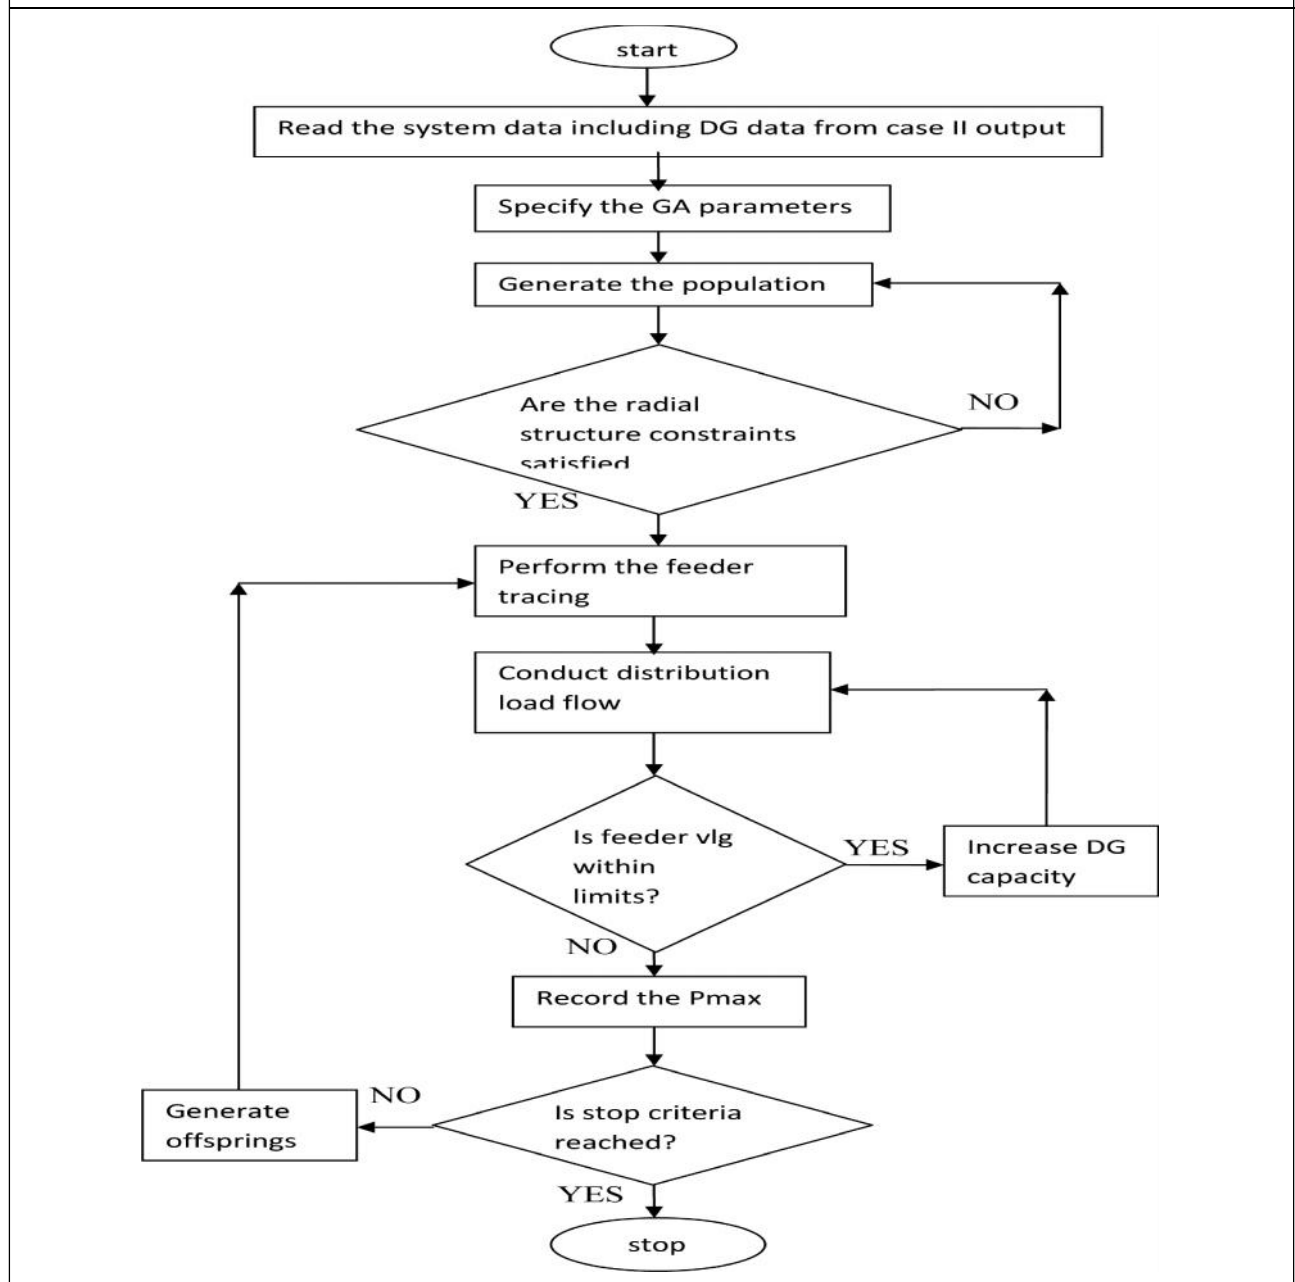 start
Read the system data including DG data from case II output
Specify the GA parameters
Generate the population
Are the radial
structure constraints
satisfied
NO
YES
Perform the feeder
tracing
Conduct distribution
load flow
Is feeder vlg
within
limits?
YES
Increase DG
capacity
NO
Record the Pmax
Is stop criteria
reached?
NO
Generate
offsprings
YES
stop